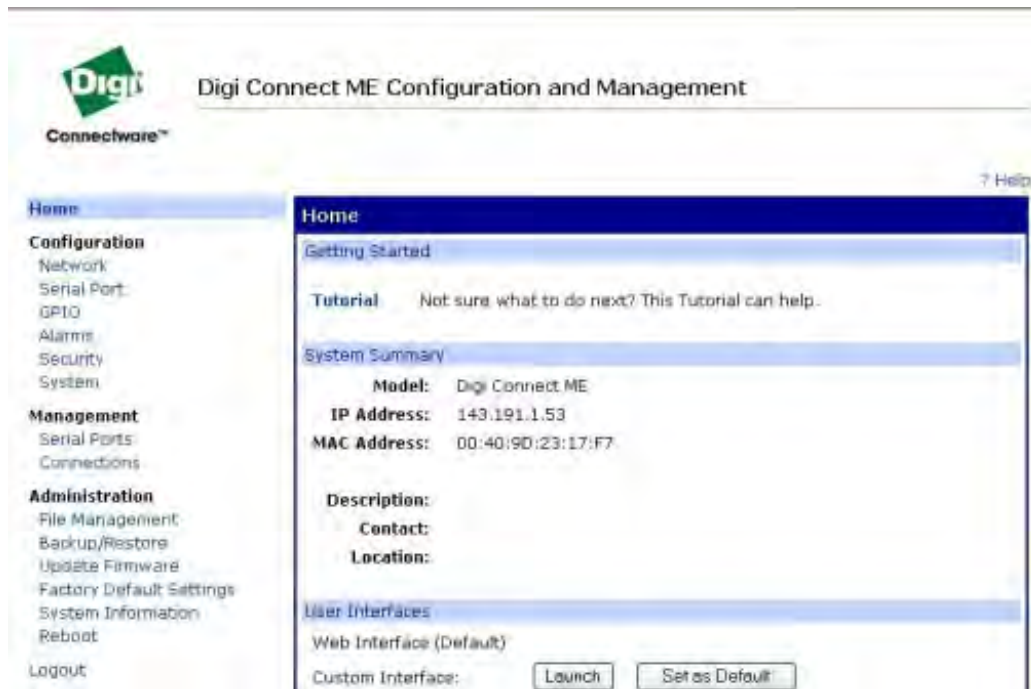 Digi
Connectware™
Digi Connect ME Configuration and Management
? Help
Home
Configuration
Network
Serial Port
GPIO
Alarms
Security
System
Management
Serial Ports
Connections
Administration
File Management
Backup/Restore
Update Firmware
Factory Default Settings
System Information
Reboot
Logout
Home
Getting Started
Tutorial Not sure what to do next? This Tutorial can help.
System Summary
Model: Digi Connect ME
IP Address: 143.191.1.53
MAC Address: 00:40:9D:23:17:F7
Description:
Contact:
Location:
User Interfaces
Web Interface (Default)
Custom Interface: Launch Set as Default